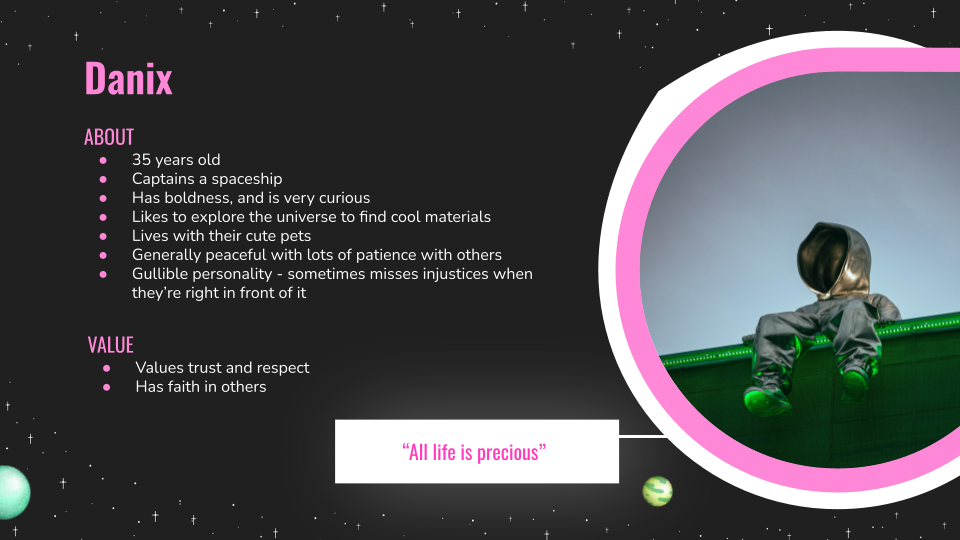 Danix
ABOUT
● 35 years old
● Captains a spaceship
● Has boldness, and is very curious
● Likes to explore the universe to find cool materials
● Lives with their cute pets
● Generally peaceful with lots of patience with others
● Gullible personality - sometimes misses injustices when
they’re right in front of it
VALUE
● Values trust and respect
● Has faith in others
“All life is precious”